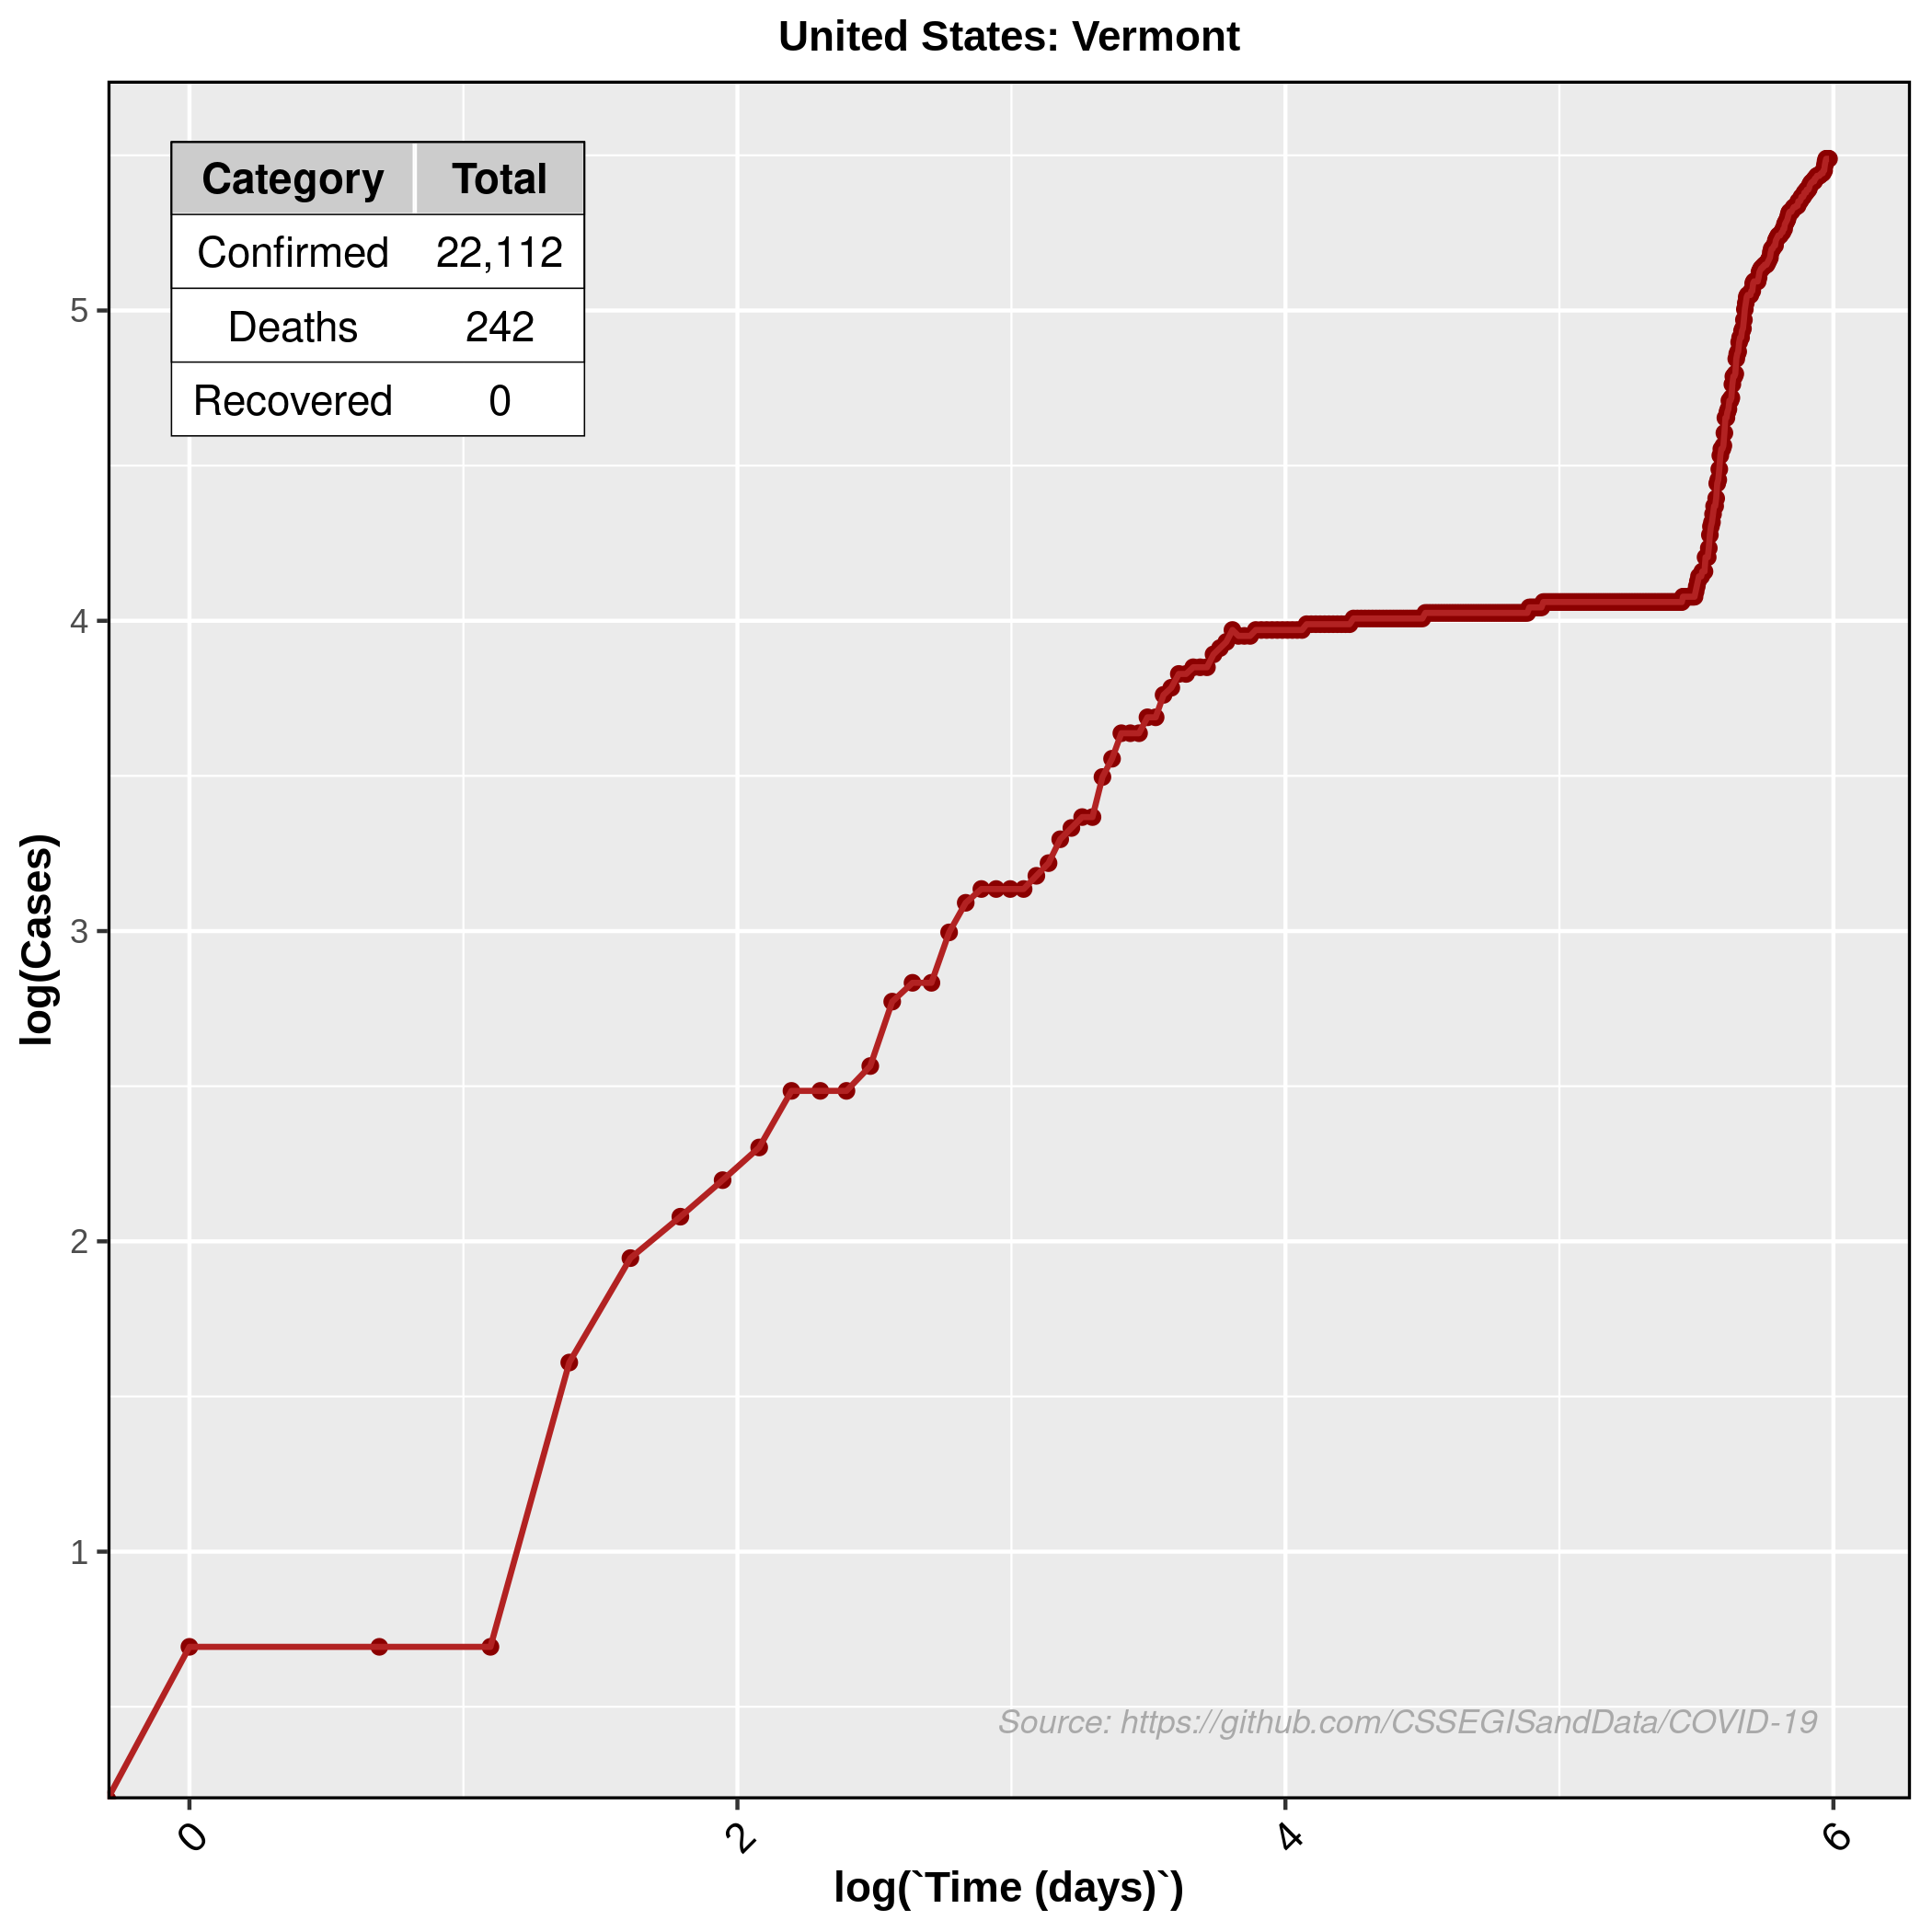 United States: Vermont
Category Total
Confirmed 22,112
Deaths 242
Recovered 0
5
4
3
2
1
log(Cases)
Source: https://github.com/CSSEGISandData/COVID-19
0 2 4 6
log(`Time (days)`)